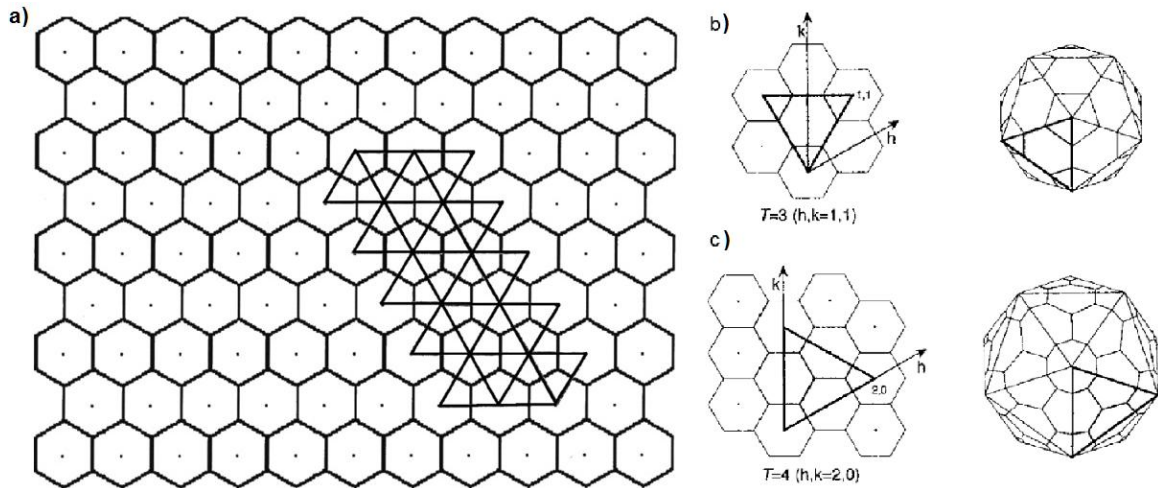 a)
b)
k
1,1
h
T=3 (h,k=1,1)
c)
k
h
2,0
T=4 (h,k=2,0)